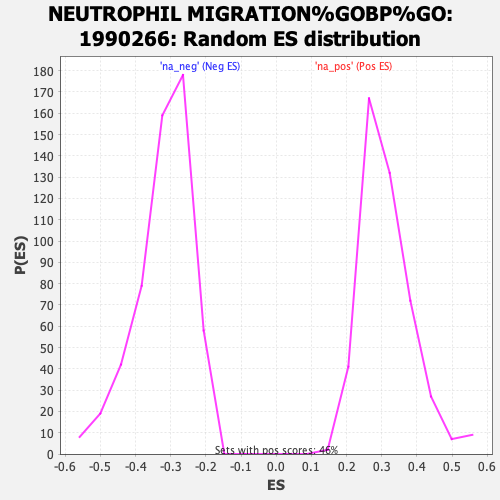 NEUTROPHIL MIGRATION%GOBP%GO:
1990266: Random ES distribution
'na_neg' (Neg ES) 'na_pos' (Pos ES)
180
170
160
150
140
130
120
110
100
90
80
70
60
50
40
30
20
10
0
P(ES)
Sets with pos scores: 46%
-0.6 -0.5 -0.4 -0.3 -0.2 -0.1 0.0 0.1 0.2 0.3 0.4 0.5 0.6
ES